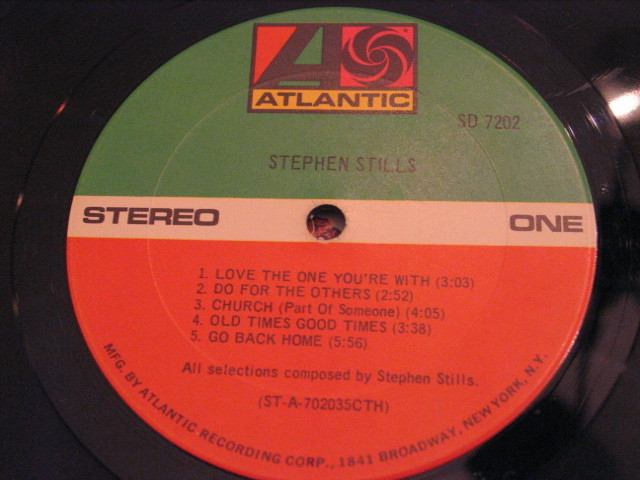 ATLANTIC
SD 7202
STEPHEN STILLS
STEREO
ONE
1. LOVE THE ONE YOU'RE WITH (3:03)
2. DO FOR THE OTHERS (2:52)
3. CHURCH (Part Of Someone) (4:05)
4. OLD TIMES GOOD TIMES (3:38)
5. GO BACK HOME (5:56)
All selections composed by Stephen Stills.
(ST-A-702035CTH)
MFG. BY ATLANTIC RECORDING CORP., 1841 BROADWAY, NEW YORK, N.Y.